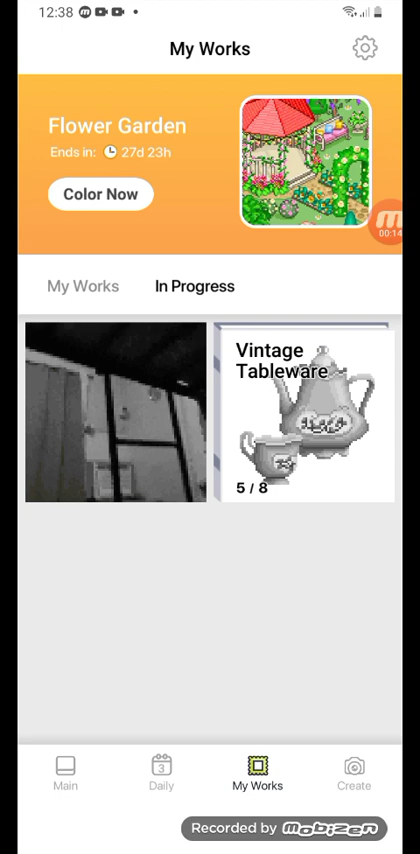 12:38
My Works
Flower Garden
Ends in: 27d 23h
Color Now
00:14
My Works In Progress
Vintage
Tableware
5 / 8
3
Main Daily My Works Create
Recorded by mobizen